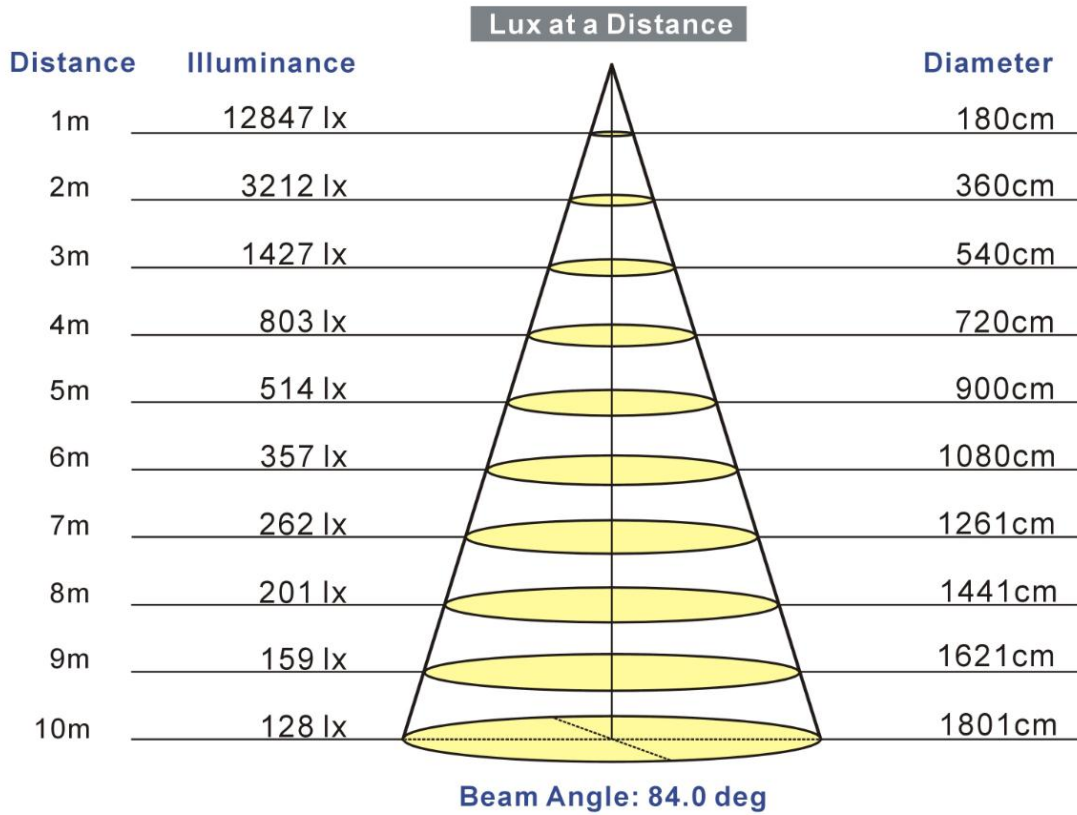 Lux at a Distance
Distance Illuminance Diameter
1m 12847 lx 180cm
2m 3212 lx 360cm
3m 1427 lx 540cm
4m 803 lx 720cm
5m 514 lx 900cm
6m 357 lx 1080cm
7m 262 lx 1261cm
8m 201 lx 1441cm
9m 159 lx 1621cm
10m 128 lx 1801cm
Beam Angle: 84.0 deg